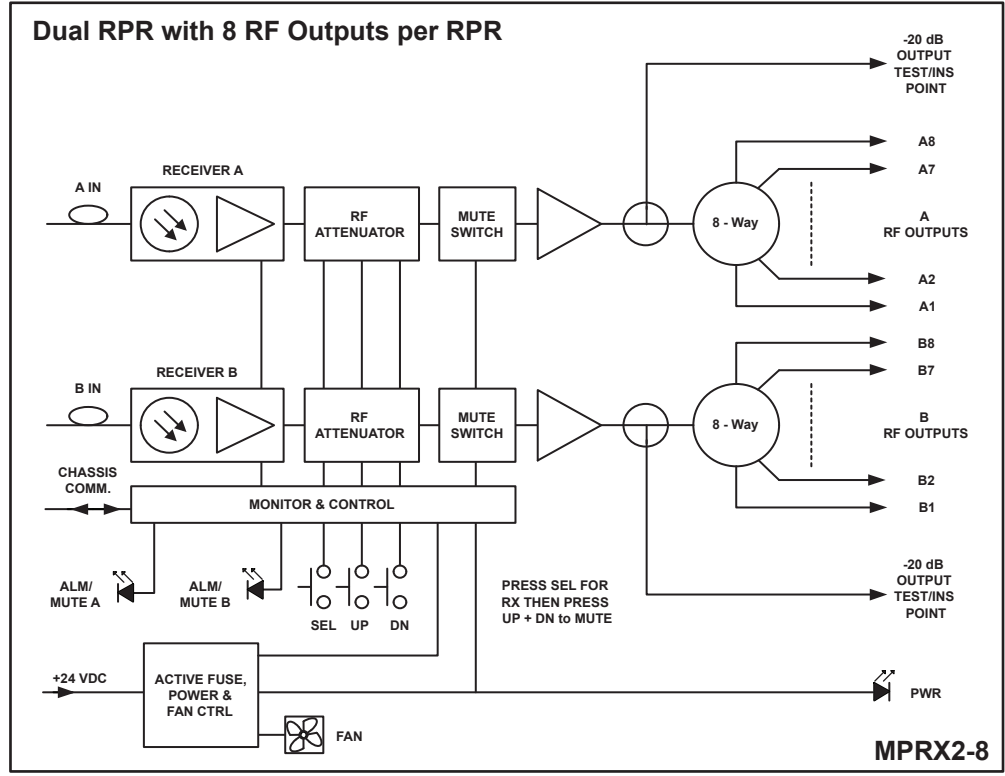 Dual RPR with 8 RF Outputs per RPR
-20 dB
OUTPUT
TEST/INS
POINT
A8
A7
A
RF OUTPUTS
A2
A1
RECEIVER A
A IN
RF
ATTENUATOR
MUTE
SWITCH
8 - Way
B8
B7
B
RF OUTPUTS
B2
B1
RECEIVER B
B IN
RF
ATTENUATOR
MUTE
SWITCH
8 - Way
CHASSIS
COMM.
MONITOR & CONTROL
ALM/
MUTE A
ALM/
MUTE B
SEL UP DN
PRESS SEL FOR
RX THEN PRESS
UP + DN to MUTE
-20 dB
OUTPUT
TEST/INS
POINT
+24 VDC
ACTIVE FUSE,
POWER &
FAN CTRL
FAN
PWR
MPRX2-8